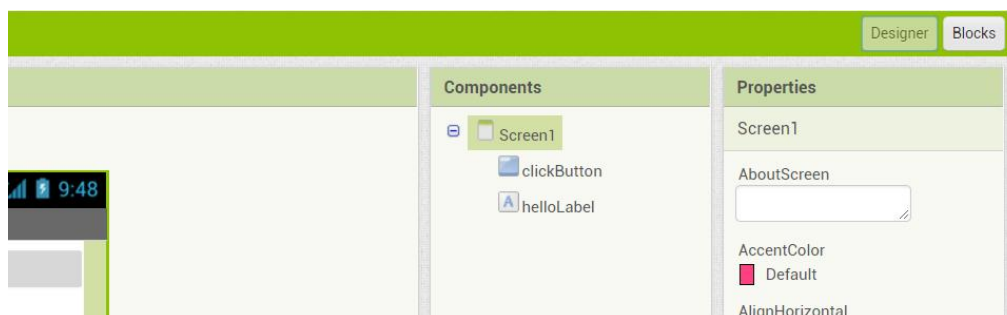 Designer Blocks
Components Properties
Screen1 Screen1
clickButton AboutScreen
9:48
helloLabel
AccentColor
Default
AlignHorizontal